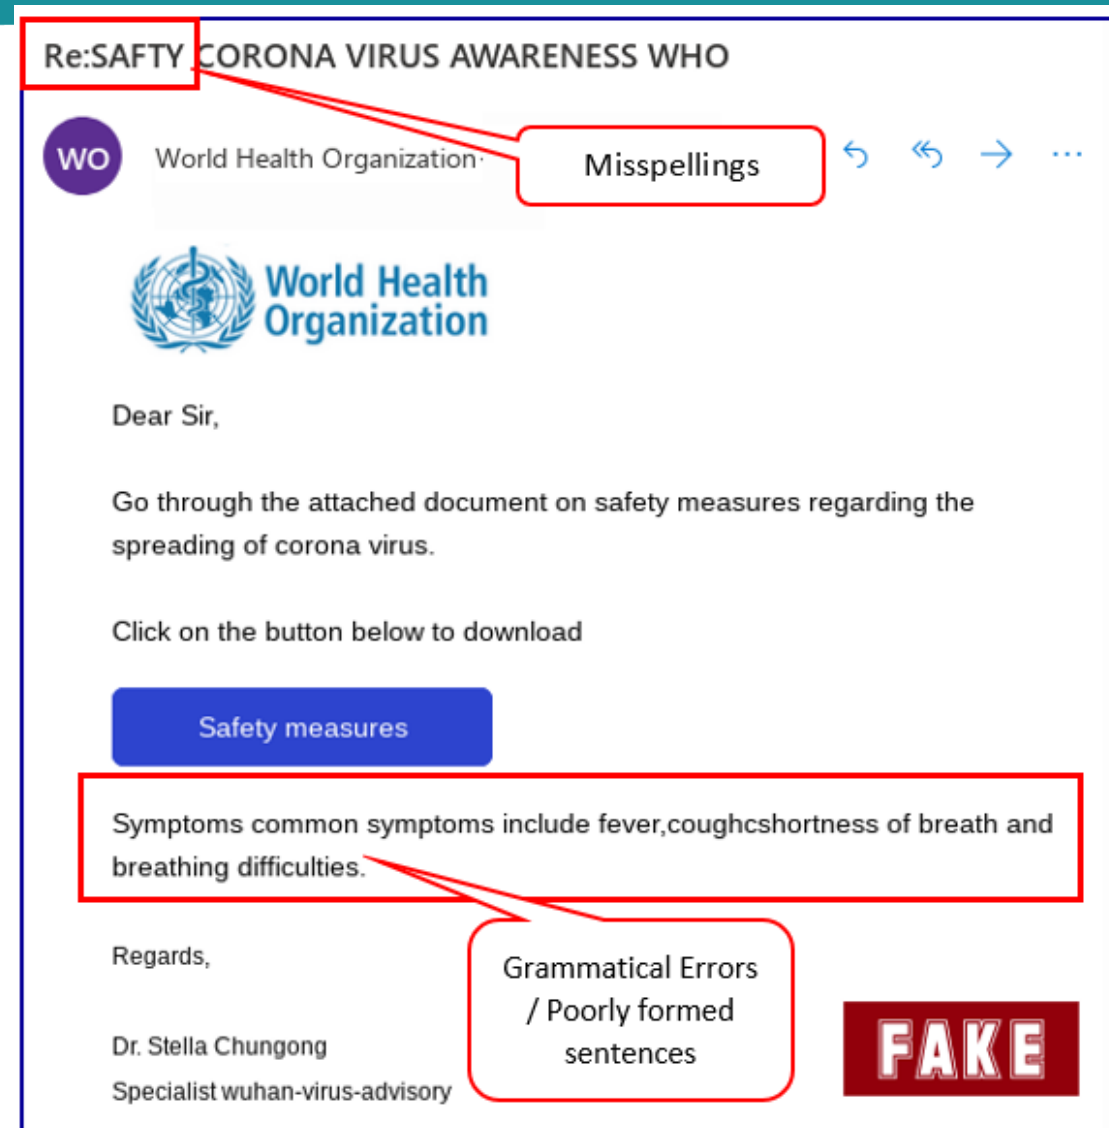 Re:SAFTY CORONA VIRUS AWARENESS WHO
WO
World Health Organization
Misspellings
World Health
Organization
Dear Sir,
Go through the attached document on safety measures regarding the
spreading of corona virus.
Click on the button below to download
Safety measures
Symptoms common symptoms include fever,coughcshortness of breath and
breathing difficulties.
Regards,
Grammatical Errors
/ Poorly formed
sentences
Dr. Stella Chungong
Specialist wuhan-virus-advisory
FAKE